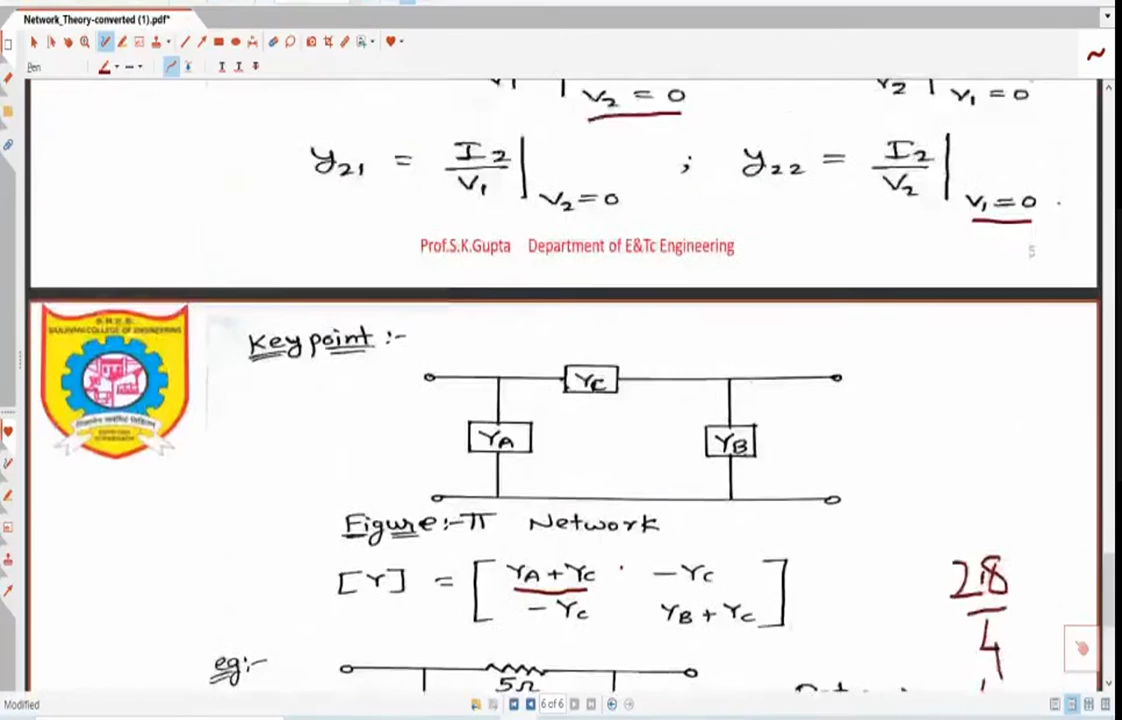 Network_Theory-converted (1).pdf*
Pen
V2 = 0
V1 = 0
y21 = I2 / V1 | V2=0 ; y22 = I2 / V2 | V1=0 .
Prof.S.K.Gupta Department of E&Tc Engineering
5
Key point :-
YC
YA
YB
Figure:- π Network
[Y] = [ YA + YC -YC
- YC YB + YC ]
28
4
eg:-
5Ω
Modified
6 of 6